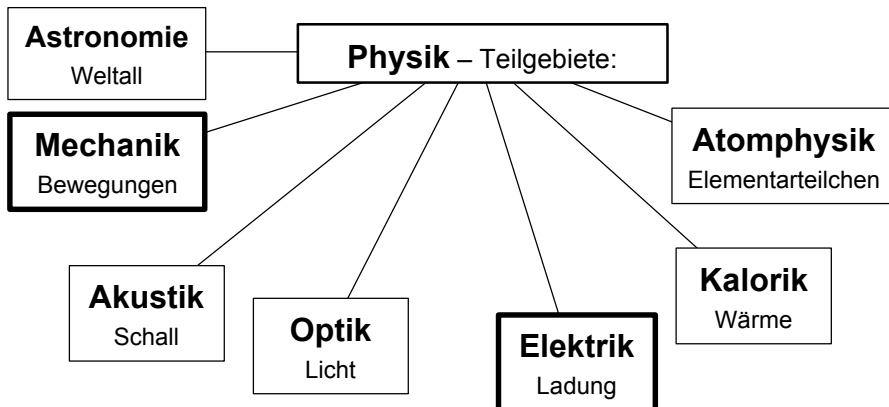 Astronomie
Weltall
Physik – Teilgebiete:
Mechanik
Bewegungen
Atomphysik
Elementarteilchen
Akustik
Schall
Optik
Licht
Elektrik
Ladung
Kalorik
Wärme